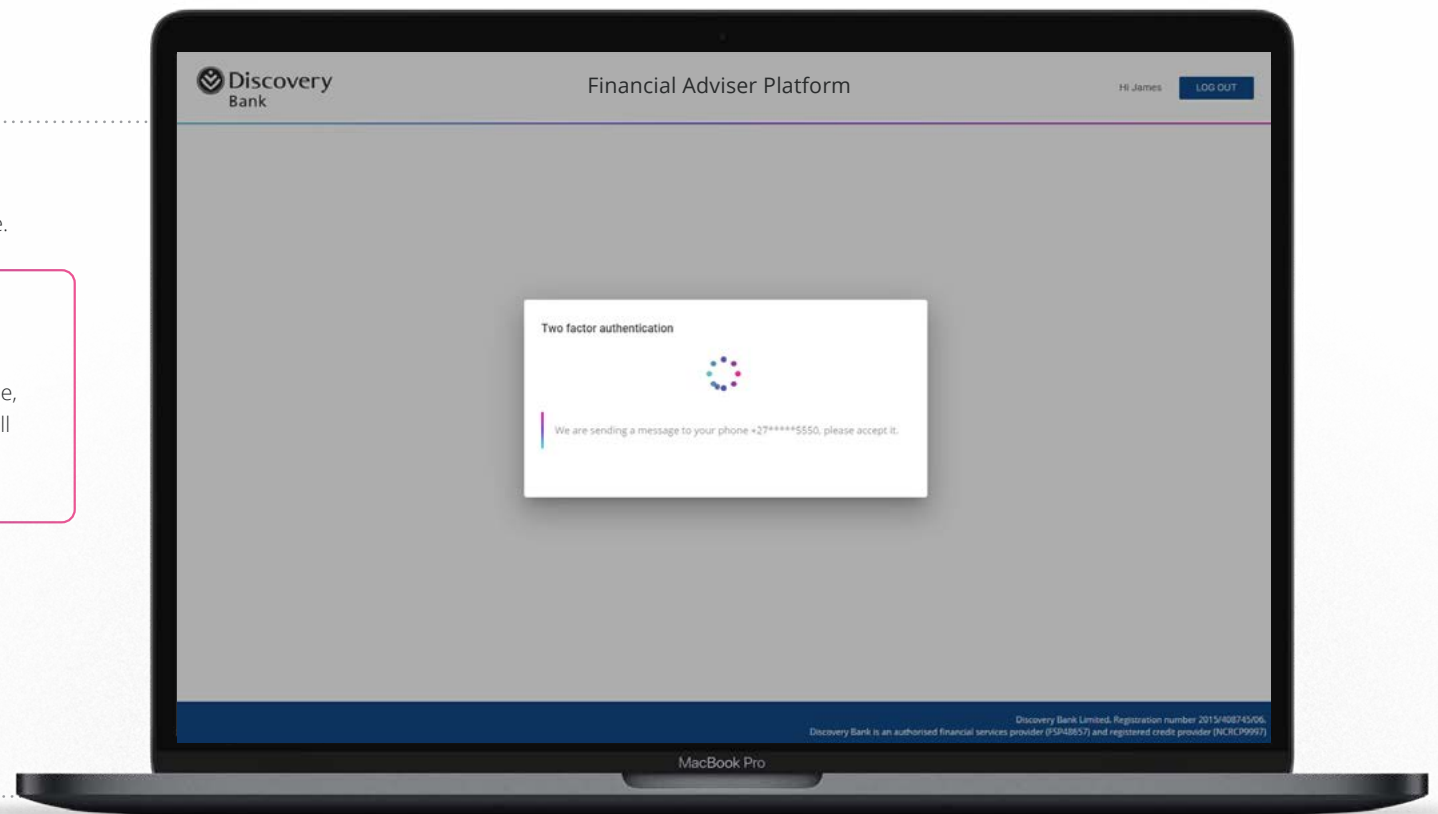 Discovery
Bank
Financial Adviser Platform
Hi James
LOG OUT
e.
e,
ll
Two factor authentication
We are sending a message to your phone +27*****5550, please accept it.
Discovery Bank Limited. Registration number 2015/408745/06.
Discovery Bank is an authorised financial services provider (FSP48657) and registered credit provider (NCRCP9997)
MacBook Pro